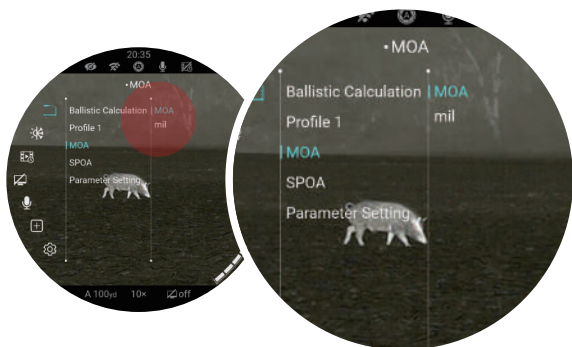 20:35
•MOA
Ballistic Calculation
MOA
Profile 1
mil
MOA
SPOA
Parameter Setting
A 100yd 10× off
•MOA
Ballistic Calculation
MOA
Profile 1
mil
MOA
SPOA
Parameter Setting